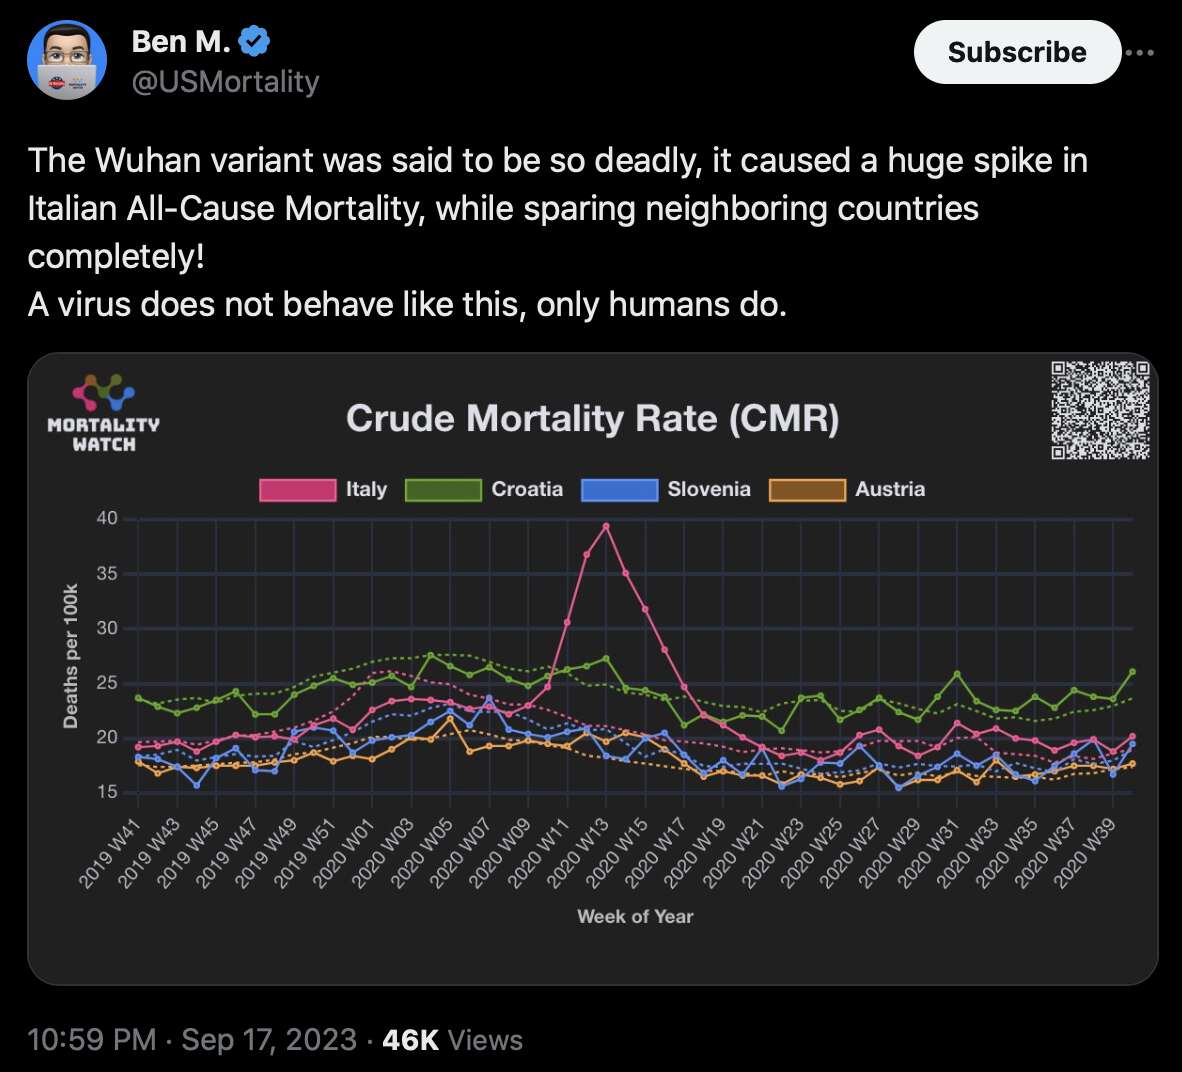 Ben M.
Subscribe
@USMortality
The Wuhan variant was said to be so deadly, it caused a huge spike in
Italian All-Cause Mortality, while sparing neighboring countries
completely!
A virus does not behave like this, only humans do.
MORTALITY
WATCH
Crude Mortality Rate (CMR)
Italy Croatia Slovenia Austria
Deaths per 100k
40
35
30
25
20
15
2019 W41 2019 W43 2019 W45 2019 W47 2019 W49 2019 W51 2020 W01 2020 W03 2020 W05 2020 W07 2020 W09 2020 W11 2020 W13 2020 W15 2020 W17 2020 W19 2020 W21 2020 W23 2020 W25 2020 W27 2020 W29 2020 W31 2020 W33 2020 W35 2020 W37 2020 W39
Week of Year
10:59 PM · Sep 17, 2023 · 46K Views